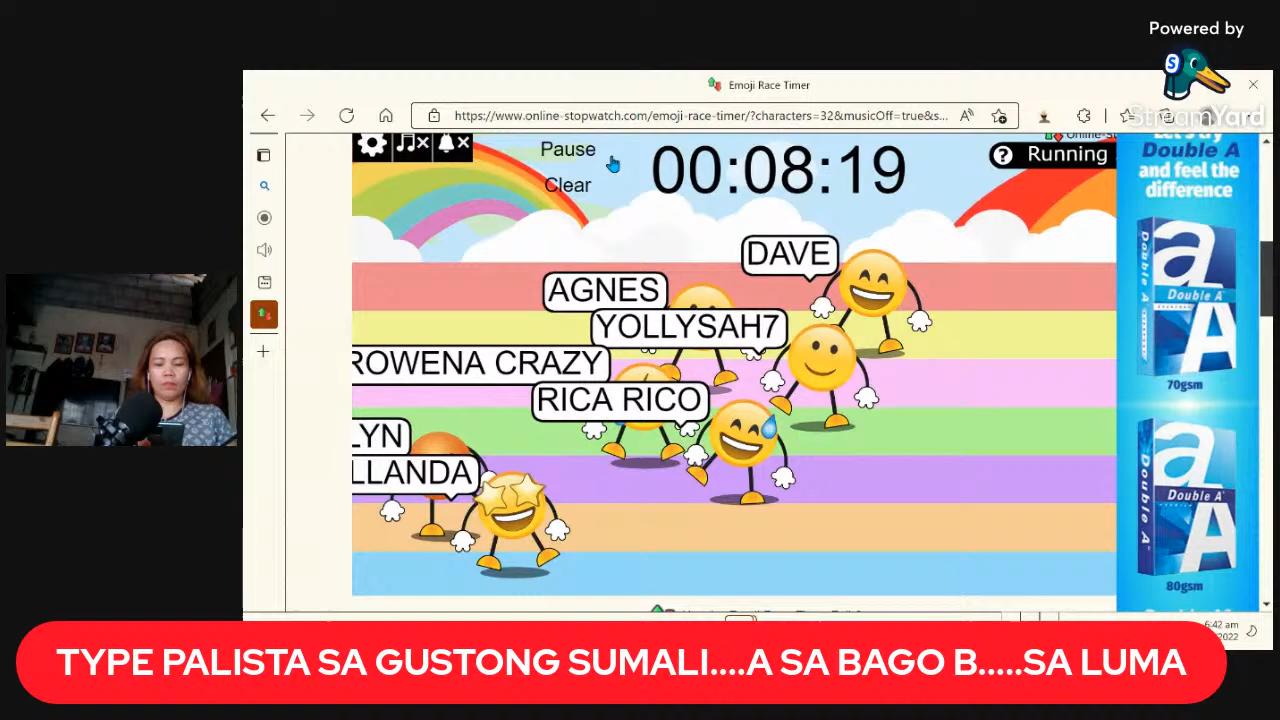 Powered by
StreamYard
Emoji Race Timer
https://www.online-stopwatch.com/emoji-race-timer/?characters=32&musicOff=true&s...
Pause
Clear
00:08:19
Running
DAVE
AGNES
YOLLYSAH7
ROWENA CRAZY
RICA RICO
LYN
LLANDA
Double A
and feel the
difference
Double A
Double A
70gsm
Double A
Double A
80gsm
6:42 am
2022
TYPE PALISTA SA GUSTONG SUMALI....A SA BAGO B.....SA LUMA